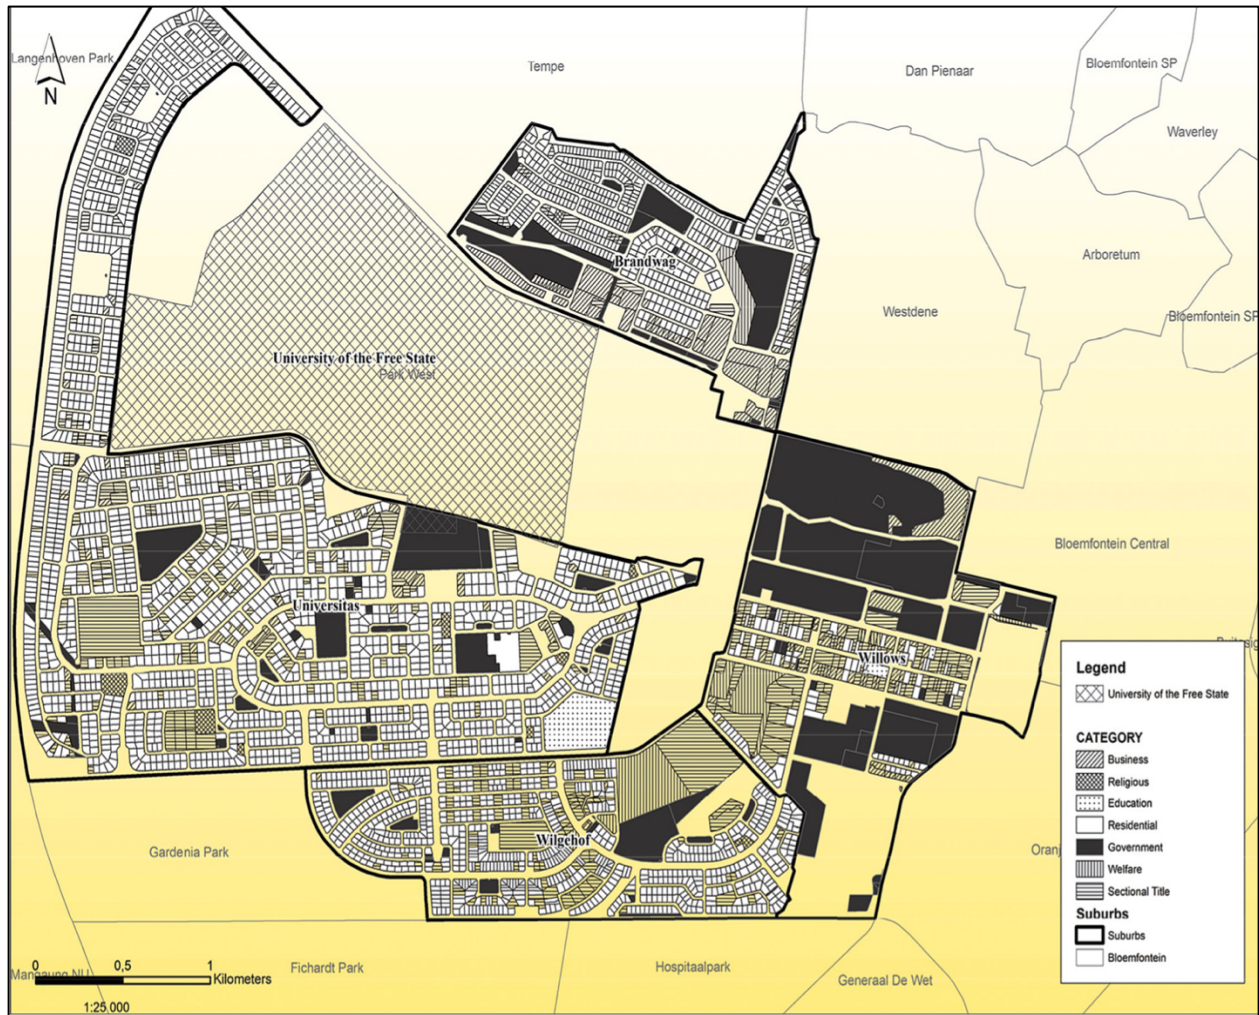 Langenhoven Park
N
Tempe
Dan Pienaar
Bloemfontein SP
Waverley
Arboretum
Brandwag
Westdene
Bloemfontein SP
University of the Free State
Park West
Bloemfontein Central
Universitas
Willows
Legend
University of the Free State
CATEGORY
Business
Religious
Education
Residential
Government
Welfare
Sectional Title
Suburbs
Suburbs
Bloemfontein
Wilgehof
Gardenia Park
Oranj
Mangaung NU
0 0,5 1
Kilometers
1:25,000
Fichardt Park
Hospitaalpark
Generaal De Wet